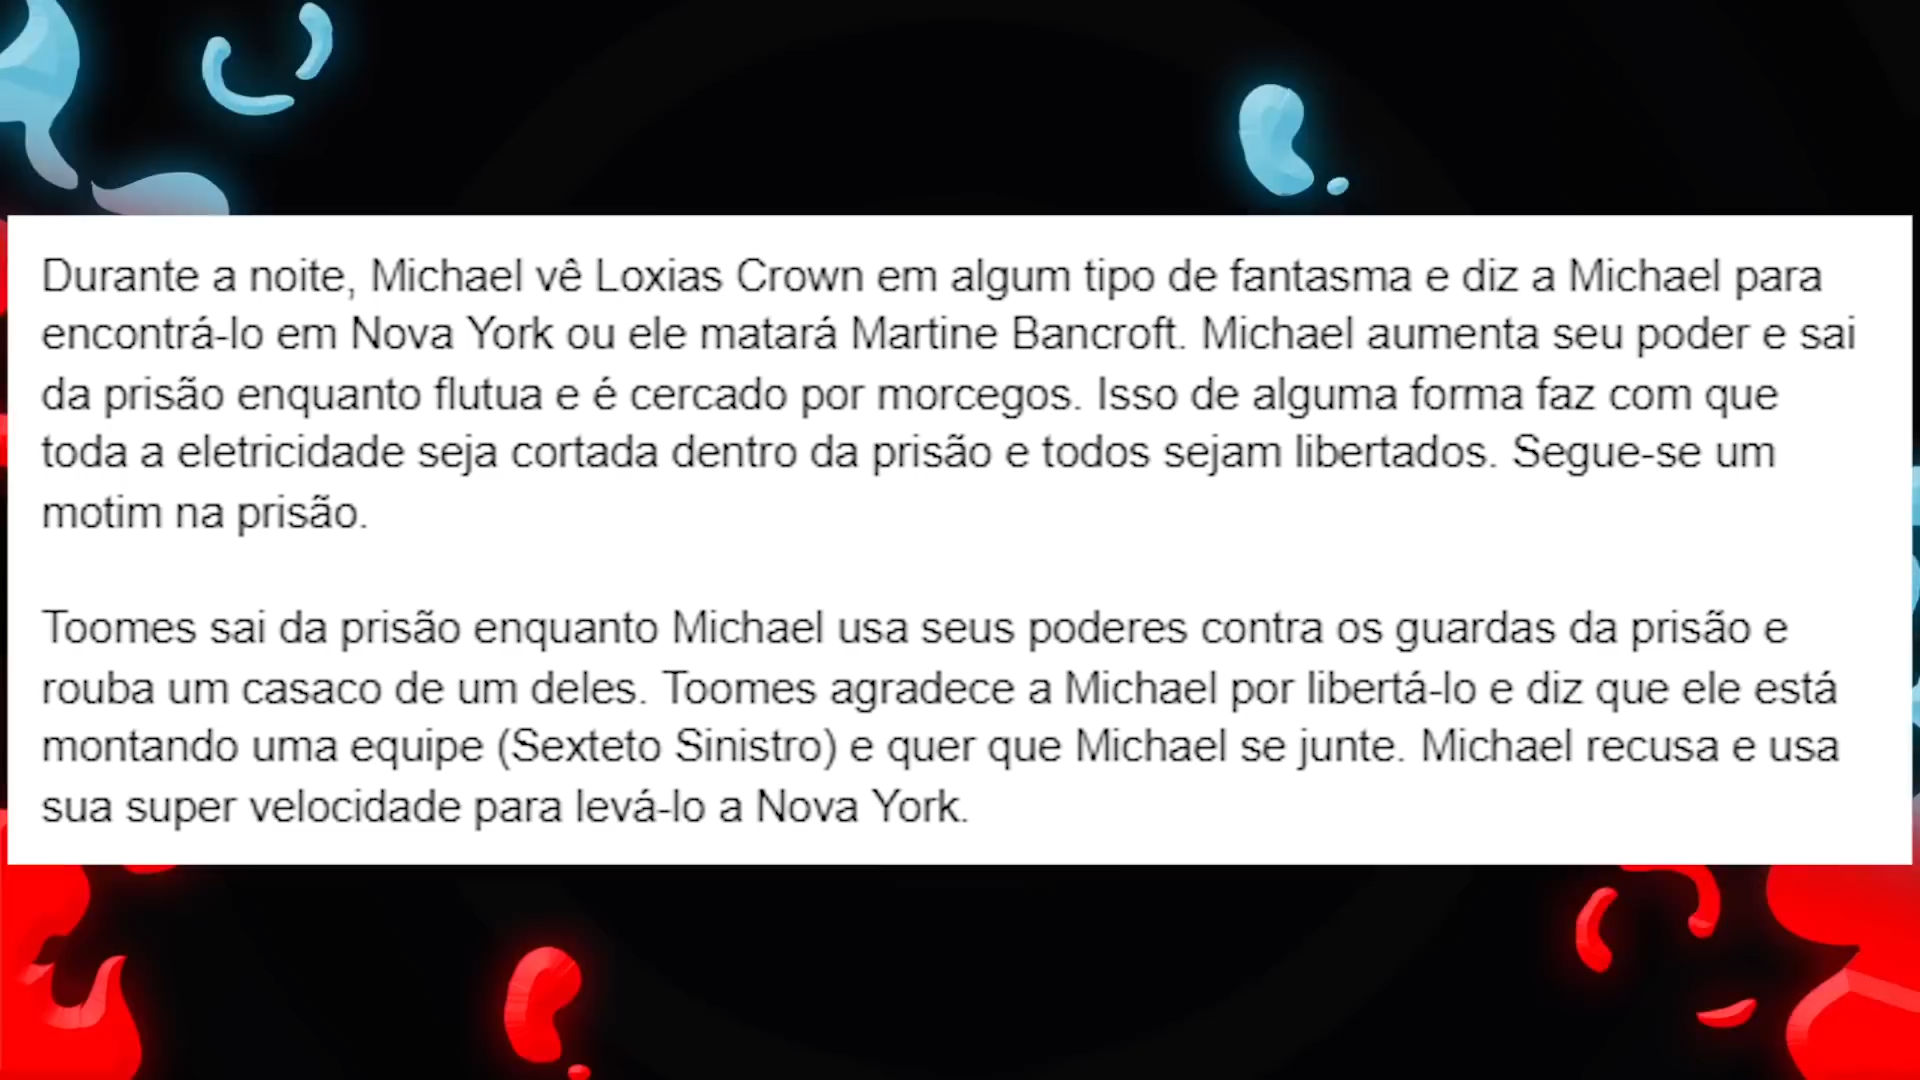 Durante a noite, Michael vê Loxias Crown em algum tipo de fantasma e diz a Michael para
encontrá-lo em Nova York ou ele matará Martine Bancroft. Michael aumenta seu poder e sai
da prisão enquanto flutua e é cercado por morcegos. Isso de alguma forma faz com que
toda a eletricidade seja cortada dentro da prisão e todos sejam libertados. Segue-se um
motim na prisão.
Toomes sai da prisão enquanto Michael usa seus poderes contra os guardas da prisão e
rouba um casaco de um deles. Toomes agradece a Michael por libertá-lo e diz que ele está
montando uma equipe (Sexteto Sinistro) e quer que Michael se junte. Michael recusa e usa
sua super velocidade para levá-lo a Nova York.